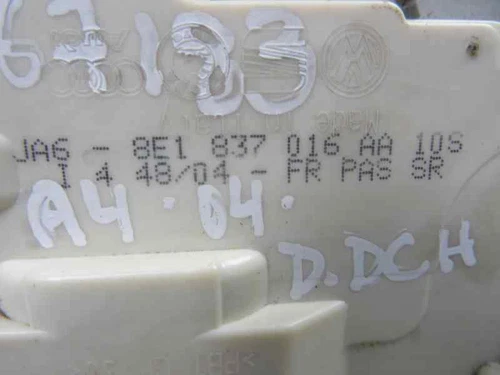 67183
JA6 - 8E1 837 016 AA 10S
I 4 48/04 - FR PAS SR
A4 · 04 ·
D.DCH